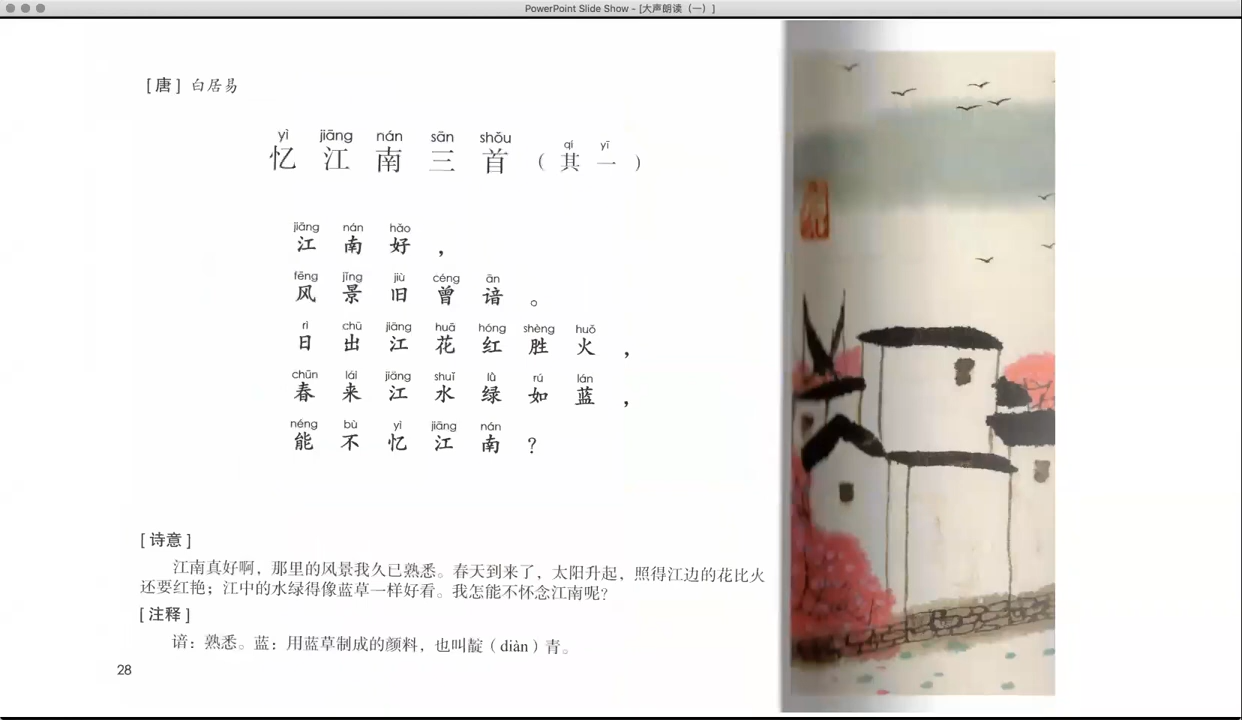 PowerPoint Slide Show - [大声朗读（一）]
[唐] 白居易
yì jiāng nán sān shǒu qí yī
忆江南三首（其一）
jiāng nán hǎo
江南好，
fēng jǐng jiù céng ān
风景旧曾谙。
rì chū jiāng huā hóng shèng huǒ
日出江花红胜火，
chūn lái jiāng shuǐ lǜ rú lán
春来江水绿如蓝，
néng bù yì jiāng nán
能不忆江南？
[诗意]
江南真好啊，那里的风景我久已熟悉。春天到来了，太阳升起，照得江边的花比火
还要红艳；江中的水绿得像蓝草一样好看。我怎能不怀念江南呢？
[注释]
谙：熟悉。蓝：用蓝草制成的颜料，也叫靛（diàn）青。
28